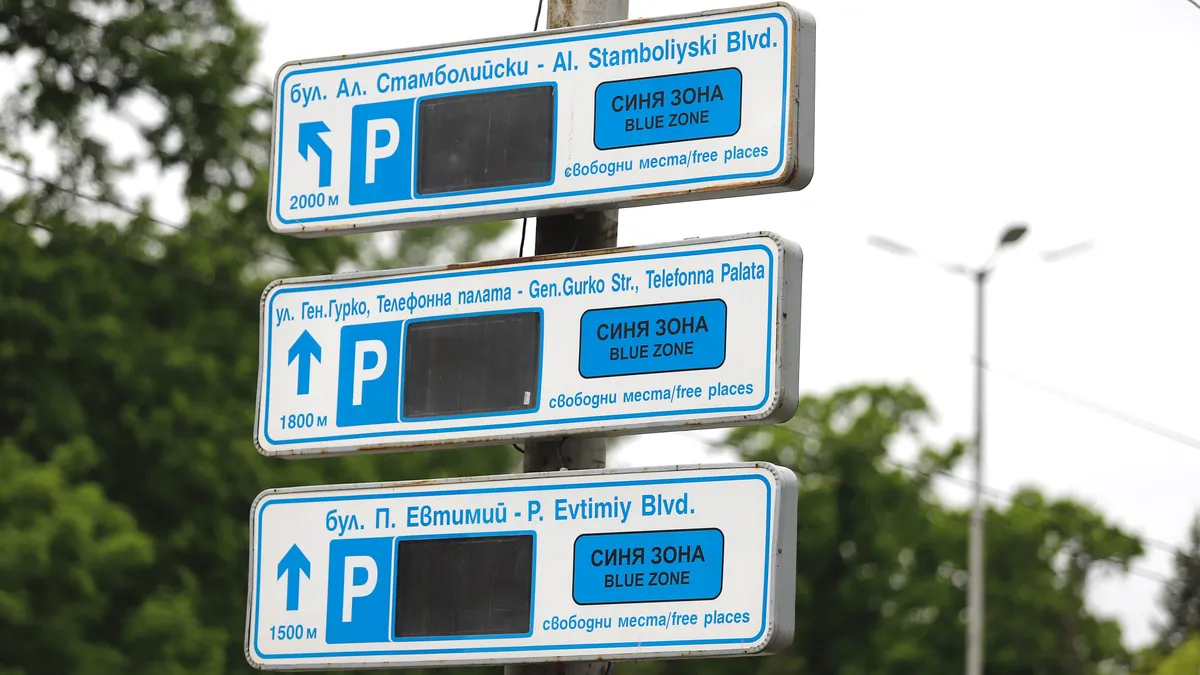 бул. Ал. Стамболийски - Al. Stamboliyski Blvd.
P
СИНЯ ЗОНА
BLUE ZONE
свободни места/free places
2000 м
ул. Ген.Гурко, Телефонна палата - Gen.Gurko Str., Telefonna Palata
P
СИНЯ ЗОНА
BLUE ZONE
свободни места/free places
1800 м
бул. П. Евтимий - P. Evtimiy Blvd.
P
СИНЯ ЗОНА
BLUE ZONE
свободни места/free places
1500 м